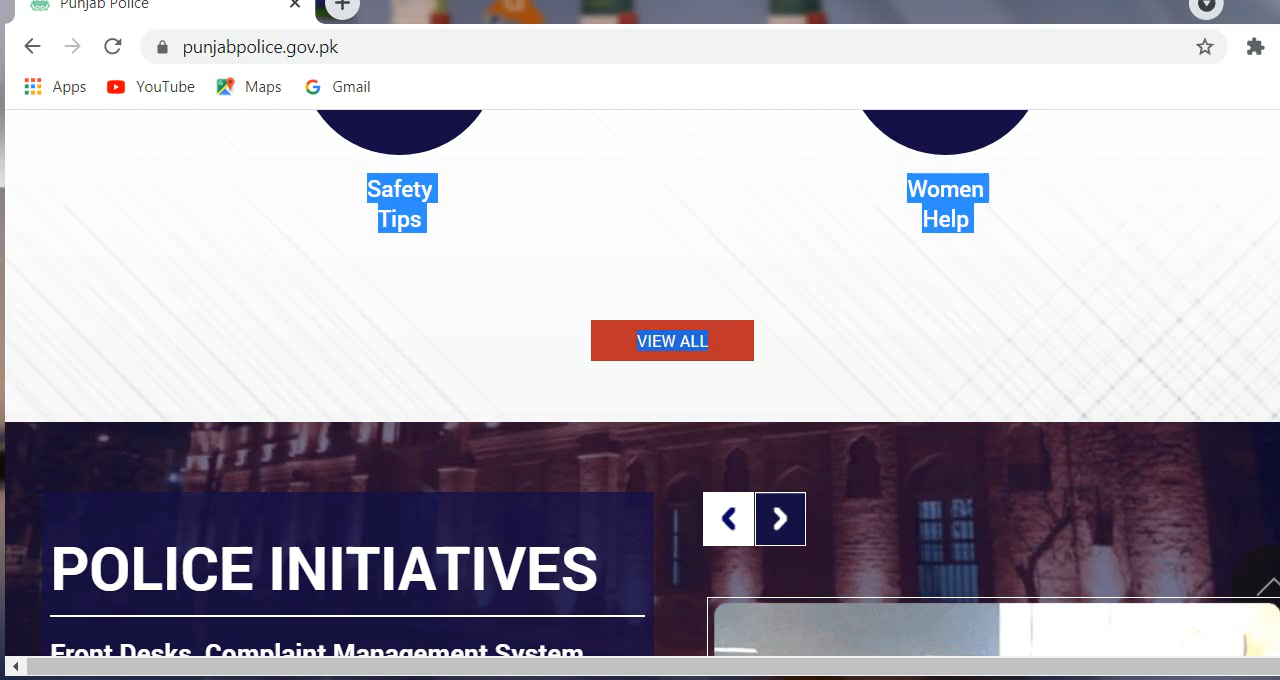 Punjab Police
punjabpolice.gov.pk
Apps YouTube Maps Gmail
Safety
Tips
Women
Help
VIEW ALL
POLICE INITIATIVES
Front Desks, Complaint Management System